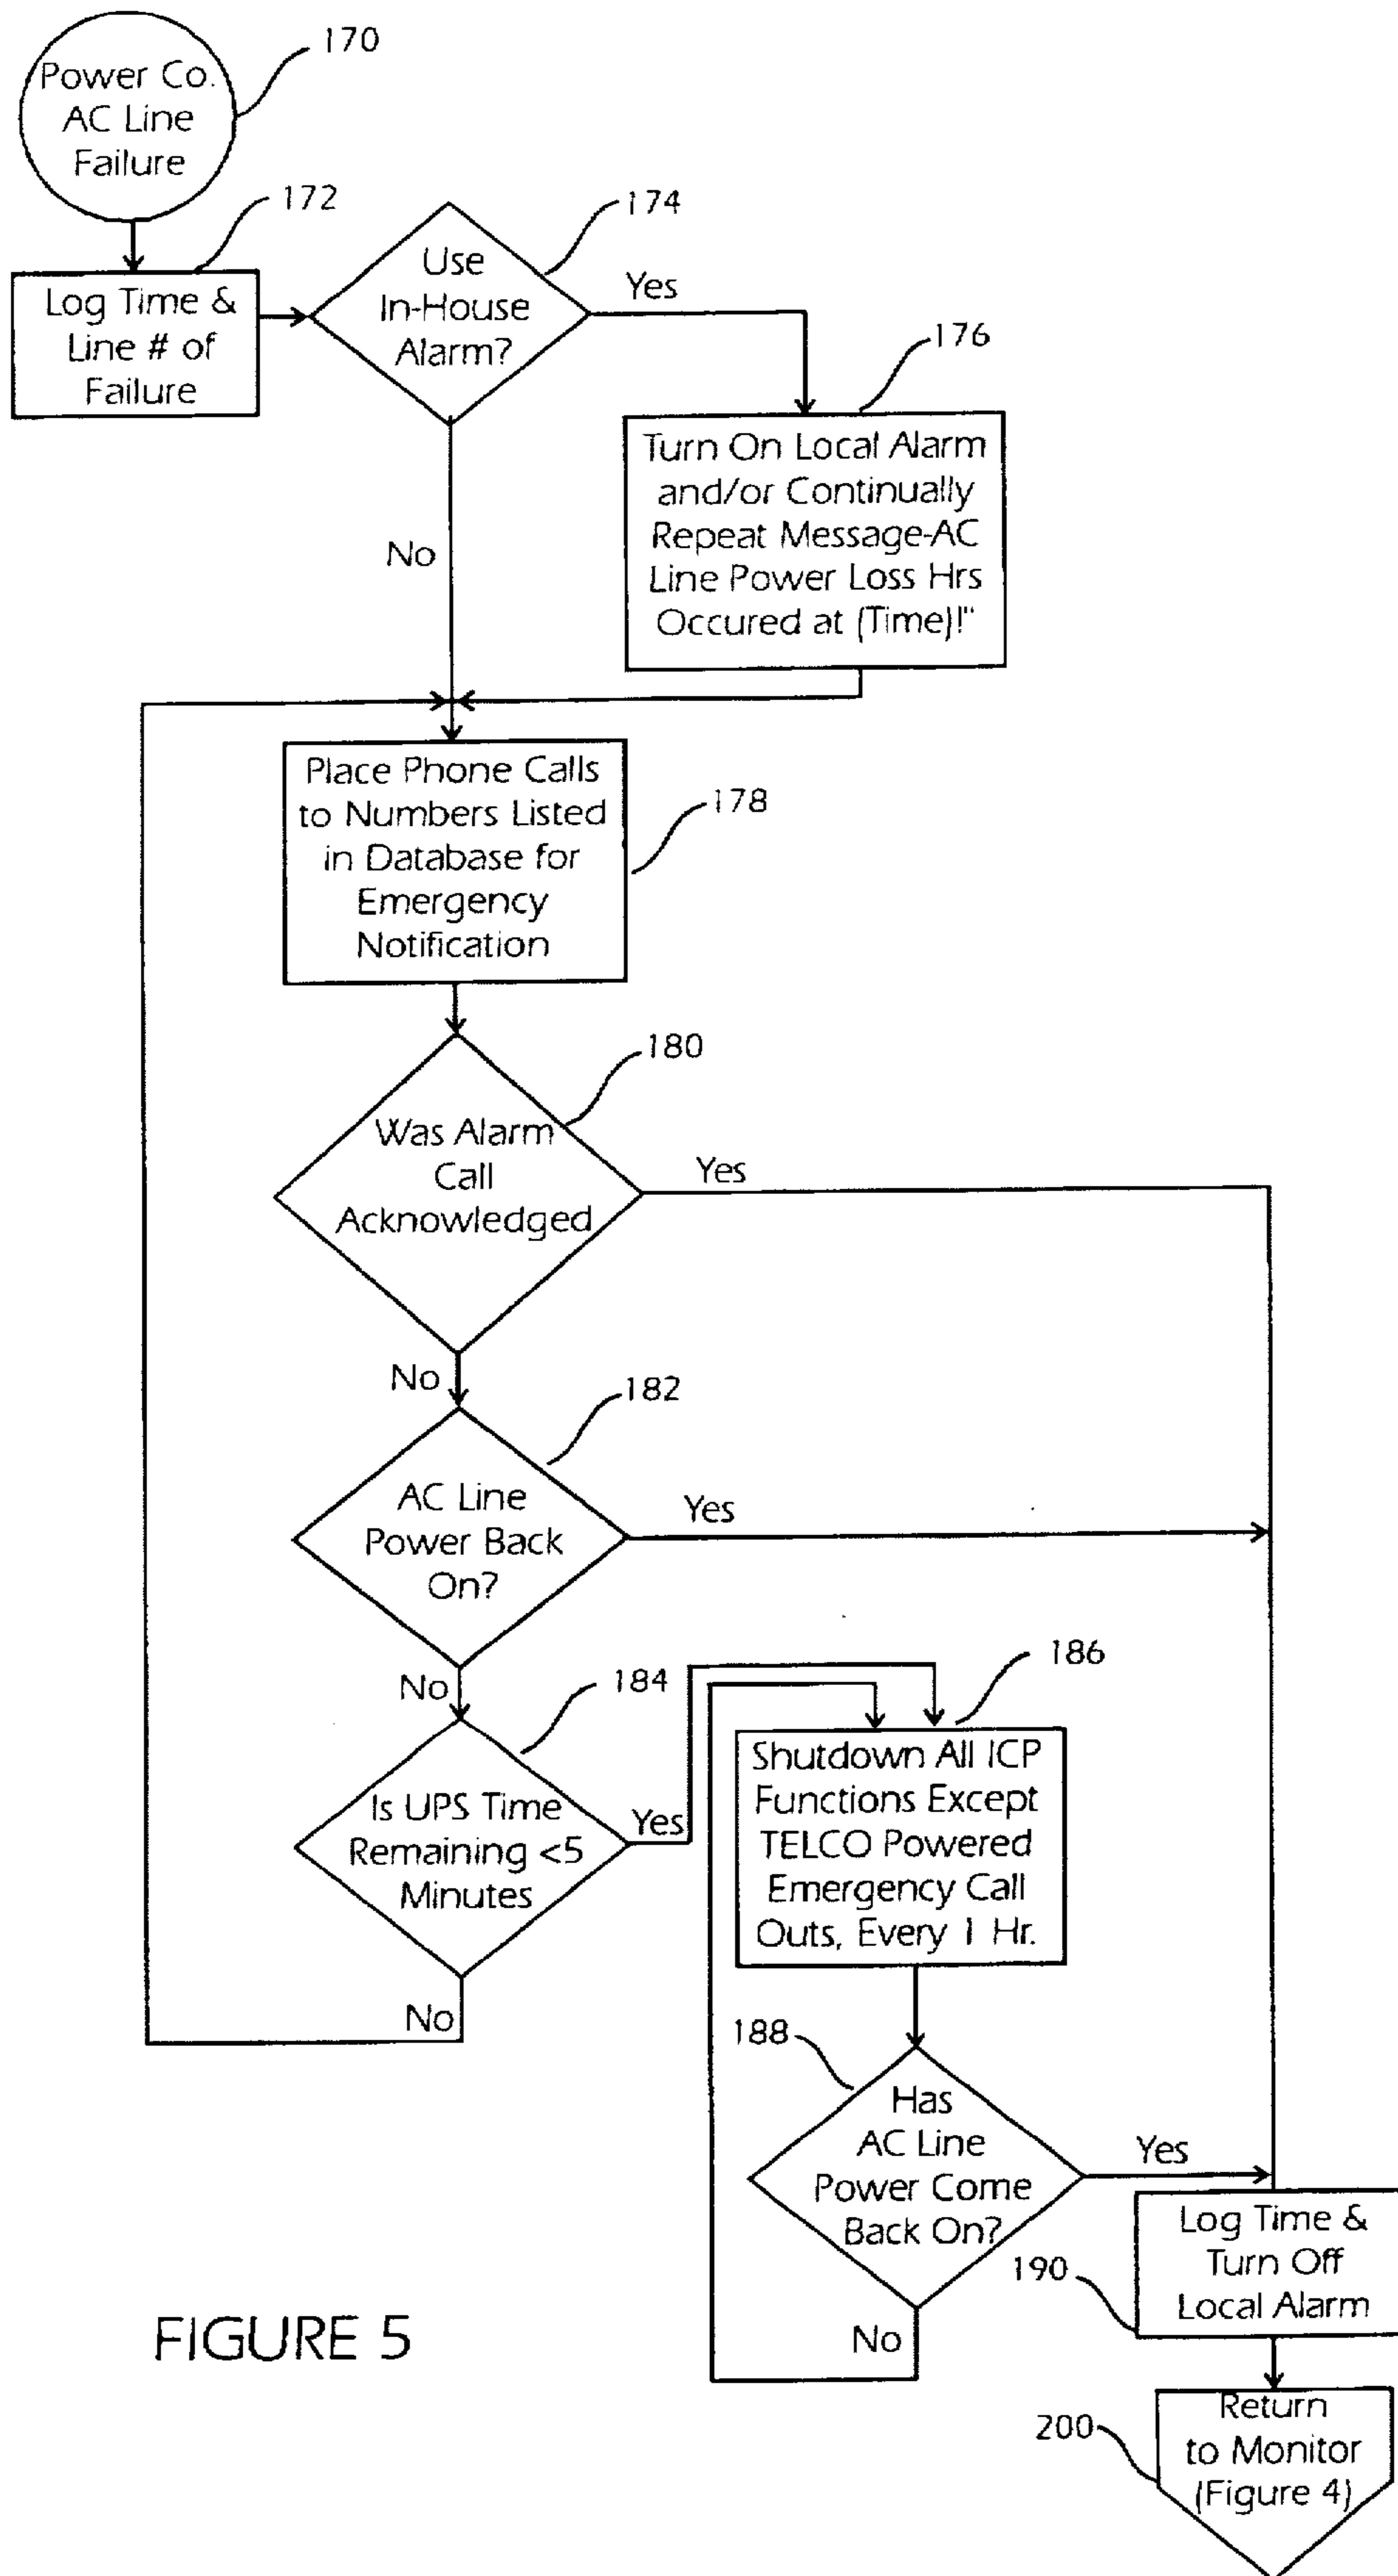 Power Co.
AC Line
Failure
170
172
Log Time &
Line # of
Failure
174
Use
In-House
Alarm?
Yes
No
176
Turn On Local Alarm
and/or Continually
Repeat Message-AC
Line Power Loss Hrs
Occured at (Time)!"
Place Phone Calls
to Numbers Listed
in Database for
Emergency
Notification
178
180
Was Alarm
Call
Acknowledged
Yes
No
182
AC Line
Power Back
On?
Yes
No
184
Is UPS Time
Remaining <5
Minutes
Yes
No
186
Shutdown All ICP
Functions Except
TELCO Powered
Emergency Call
Outs, Every 1 Hr.
188
Has
AC Line
Power Come
Back On?
Yes
No
190
Log Time &
Turn Off
Local Alarm
200
Return
to Monitor
(Figure 4)
FIGURE 5